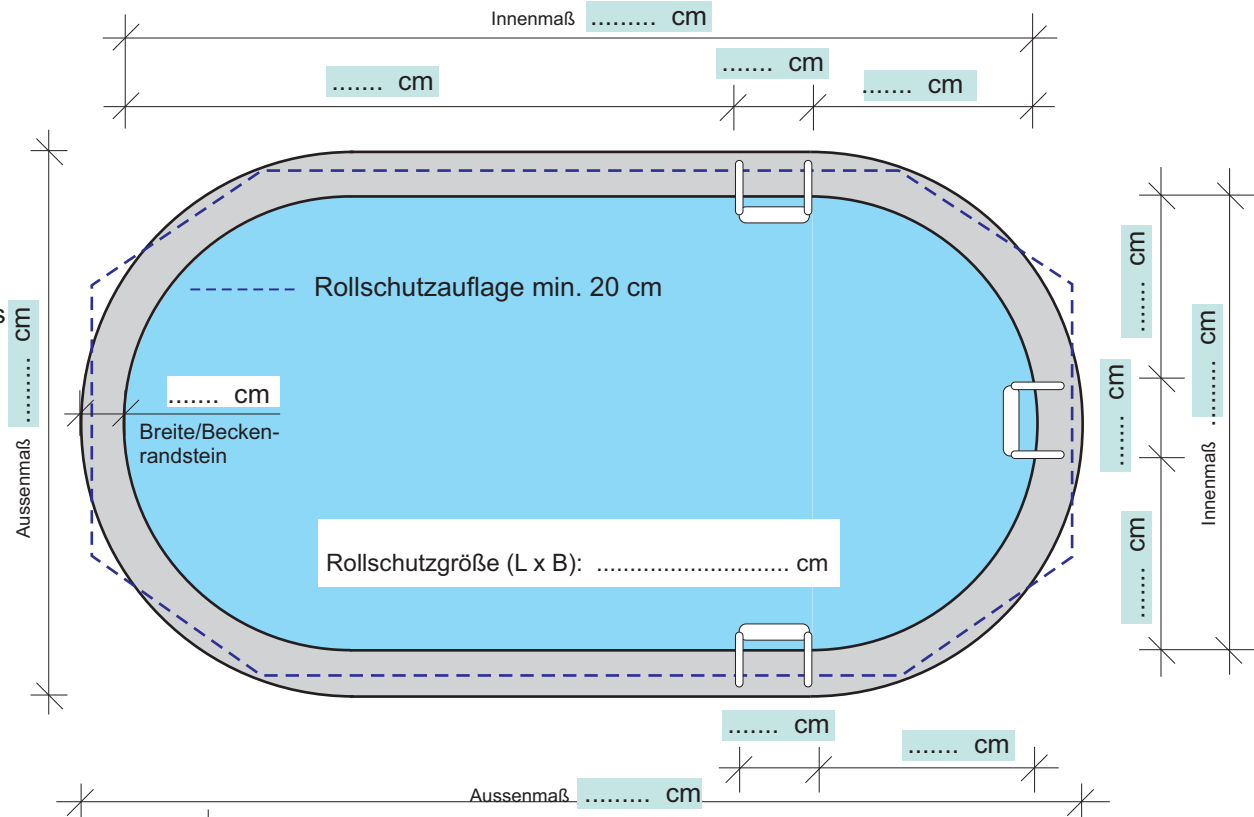 Innenmaß ......... cm
....... cm
....... cm
....... cm
Rollschutzauflage min. 20 cm
s
Aussenmaß .......... cm
....... cm
Breite/Becken-
randstein
....... cm
....... cm
....... cm
Innenmaß .......... cm
Rollschutzgröße (L x B): ............................. cm
....... cm
....... cm
Aussenmaß ......... cm